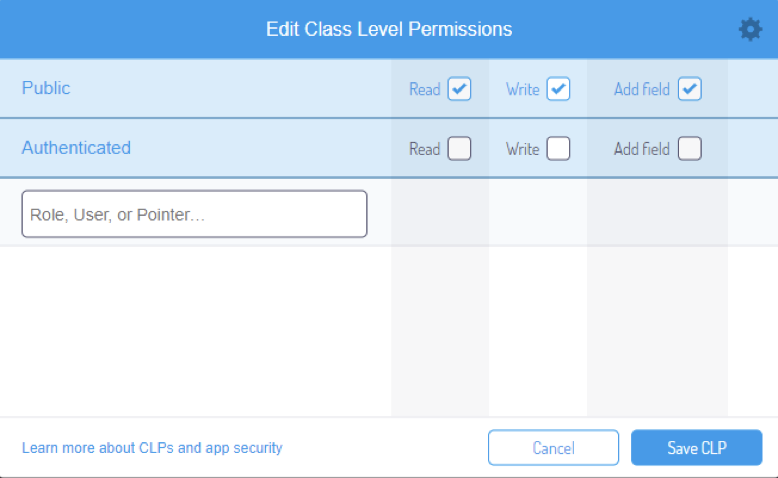 Edit Class Level Permissions
Public Read Write Add field
Authenticated Read Write Add field
Role, User, or Pointer...
Learn more about CLPs and app security Cancel Save CLP